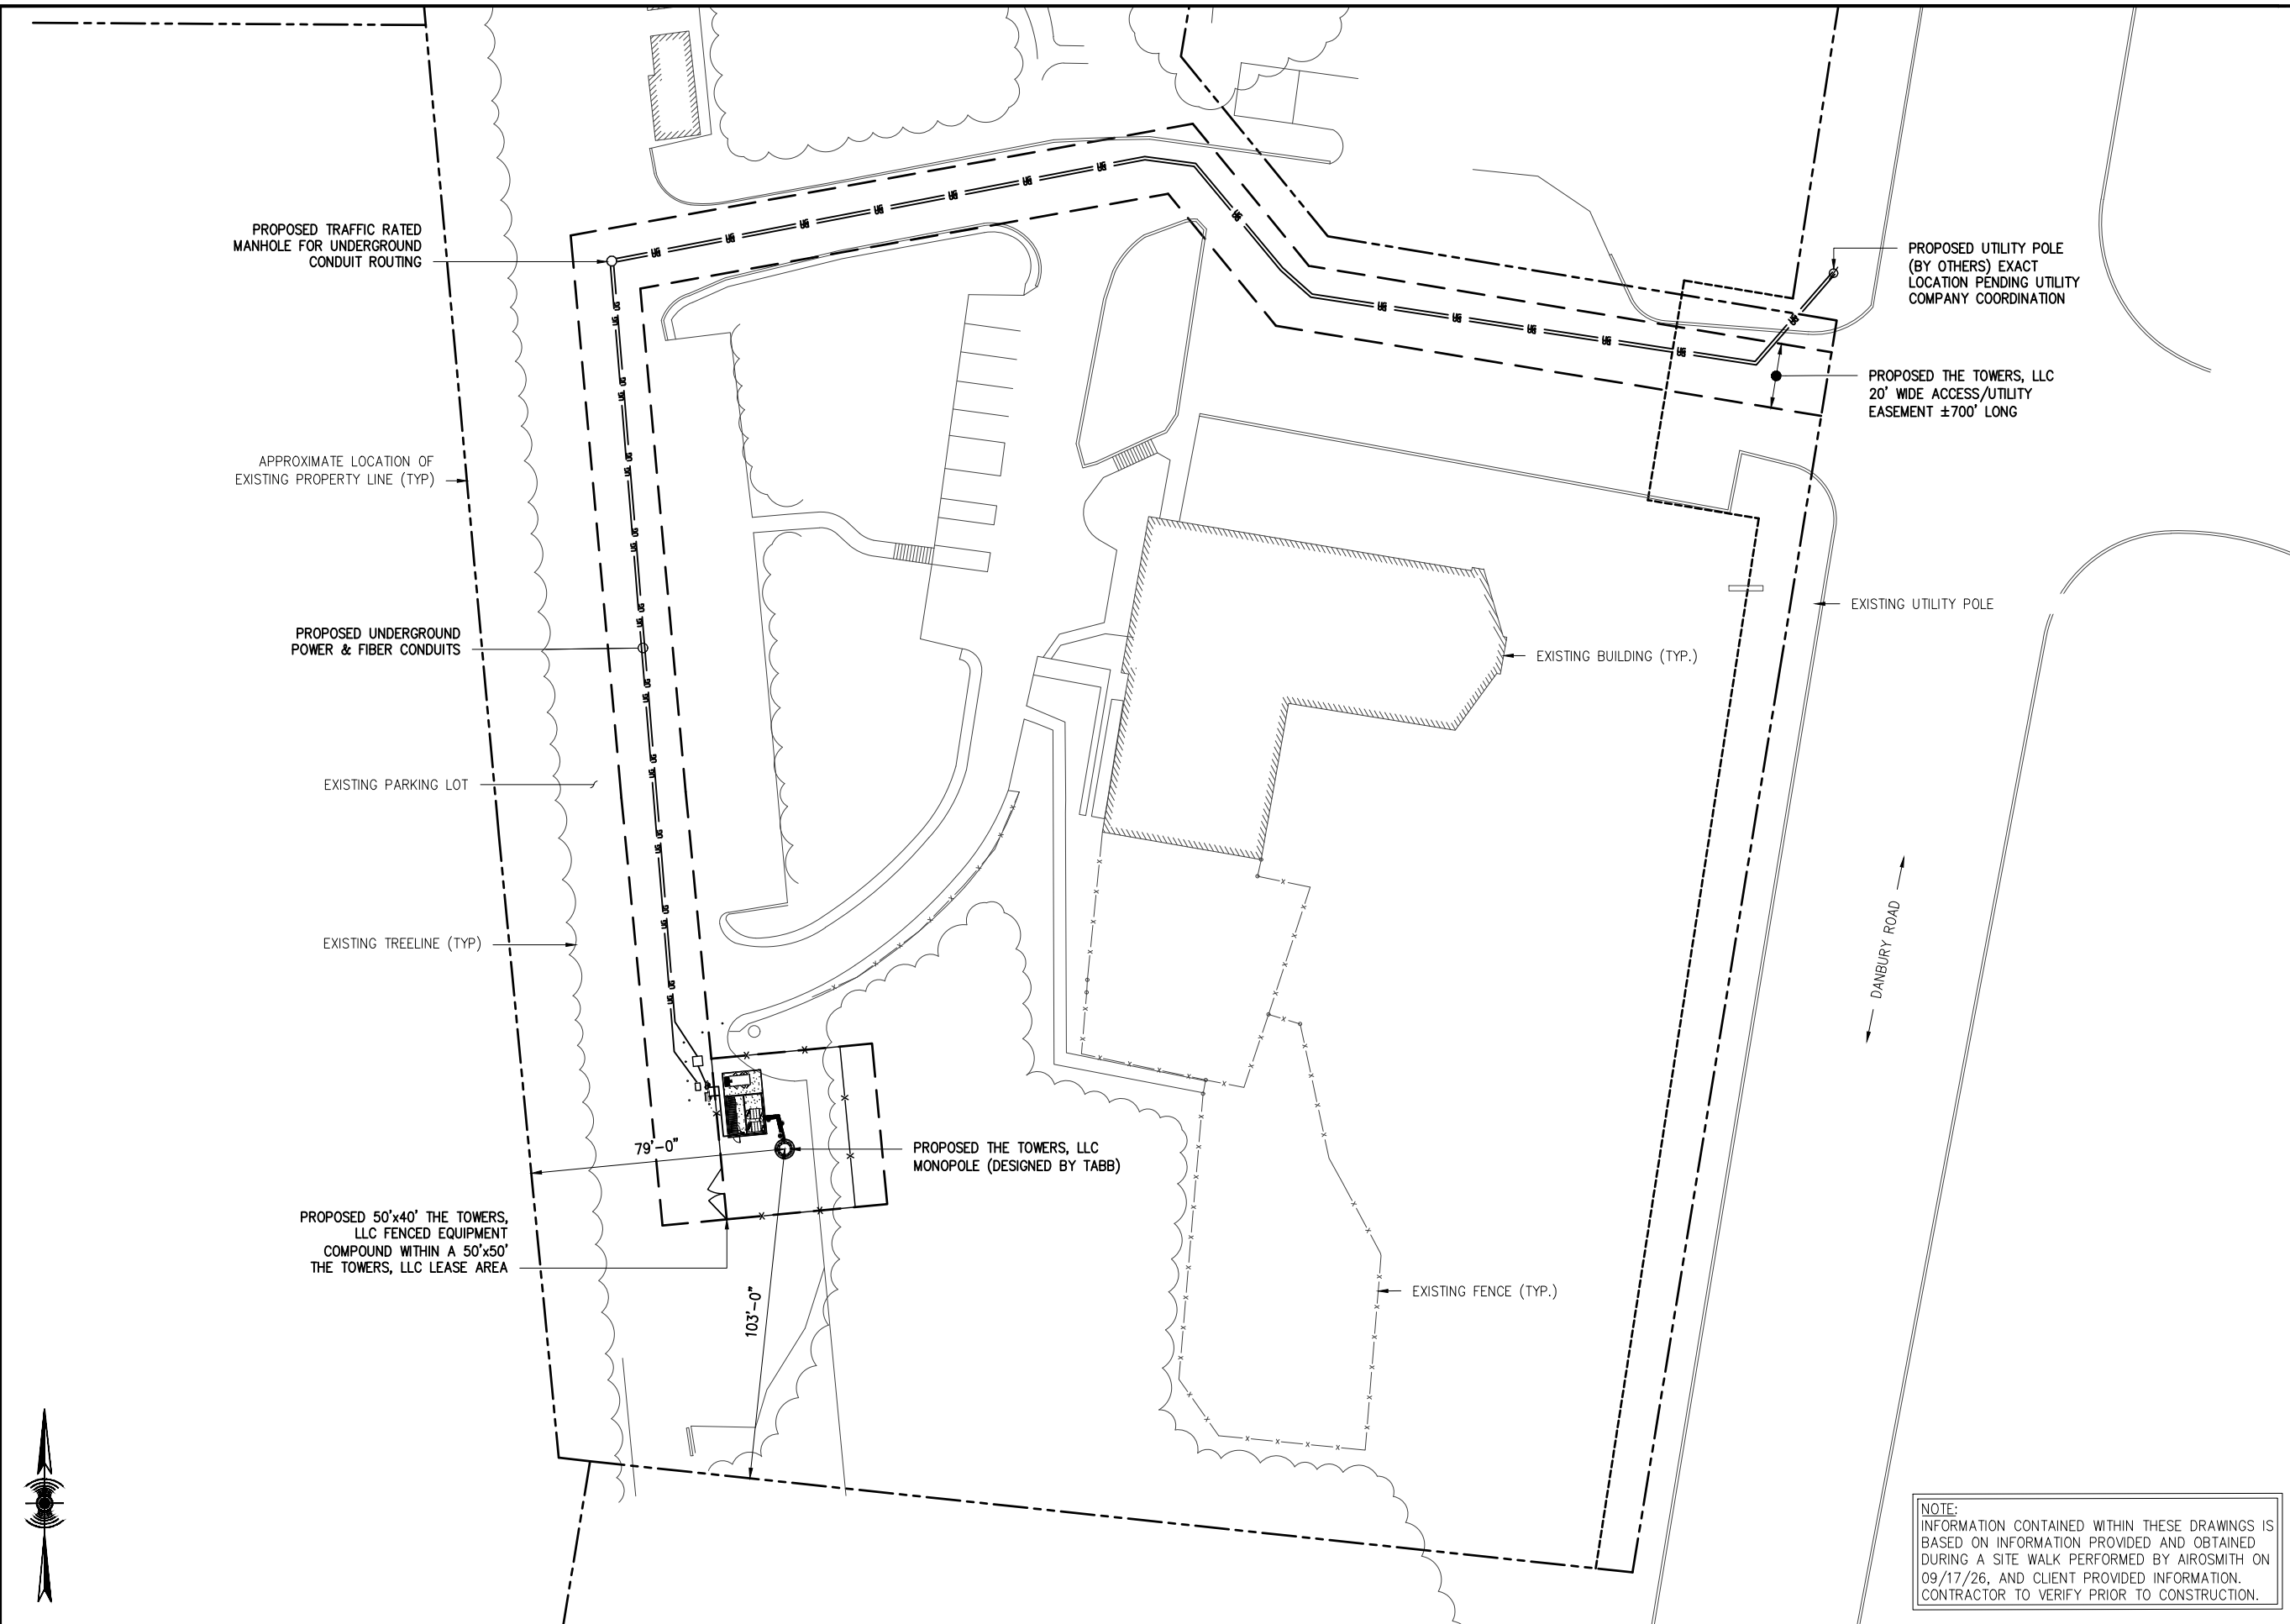 PROPOSED TRAFFIC RATED
MANHOLE FOR UNDERGROUND
CONDUIT ROUTING
PROPOSED UTILITY POLE
(BY OTHERS) EXACT
LOCATION PENDING UTILITY
COMPANY COORDINATION
PROPOSED THE TOWERS, LLC
20' WIDE ACCESS/UTILITY
EASEMENT ±700' LONG
APPROXIMATE LOCATION OF
EXISTING PROPERTY LINE (TYP)
EXISTING UTILITY POLE
PROPOSED UNDERGROUND
POWER & FIBER CONDUITS
EXISTING BUILDING (TYP.)
EXISTING PARKING LOT
EXISTING TREELINE (TYP)
DANBURY ROAD
79'-0"
PROPOSED THE TOWERS, LLC
MONOPOLE (DESIGNED BY TABB)
PROPOSED 50'x40' THE TOWERS,
LLC FENCED EQUIPMENT
COMPOUND WITHIN A 50'x50'
THE TOWERS, LLC LEASE AREA
103'-0"
EXISTING FENCE (TYP.)
NOTE:
INFORMATION CONTAINED WITHIN THESE DRAWINGS IS
BASED ON INFORMATION PROVIDED AND OBTAINED
DURING A SITE WALK PERFORMED BY AIROSMITH ON
09/17/26, AND CLIENT PROVIDED INFORMATION.
CONTRACTOR TO VERIFY PRIOR TO CONSTRUCTION.